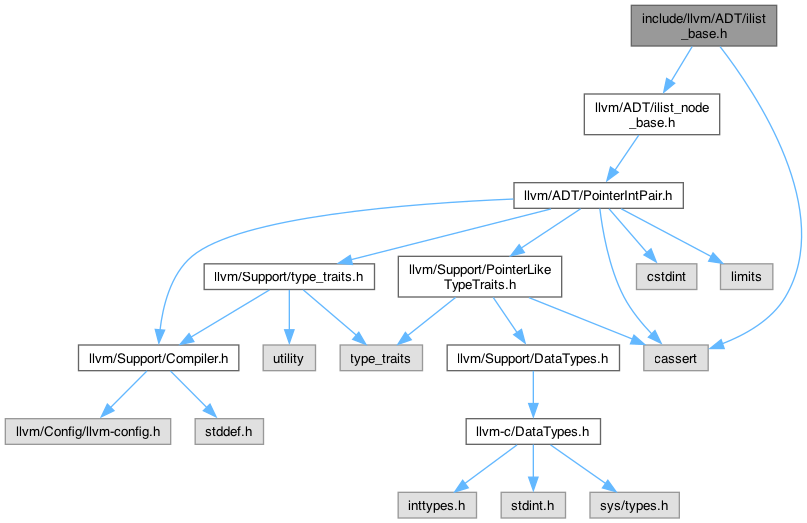 include/llvm/ADT/ilist
_base.h
llvm/ADT/ilist_node
_base.h
llvm/ADT/PointerIntPair.h
llvm/Support/type_traits.h
llvm/Support/PointerLike
TypeTraits.h
cstdint
limits
llvm/Support/Compiler.h
utility
type_traits
llvm/Support/DataTypes.h
cassert
llvm/Config/llvm-config.h
stddef.h
llvm-c/DataTypes.h
inttypes.h
stdint.h
sys/types.h